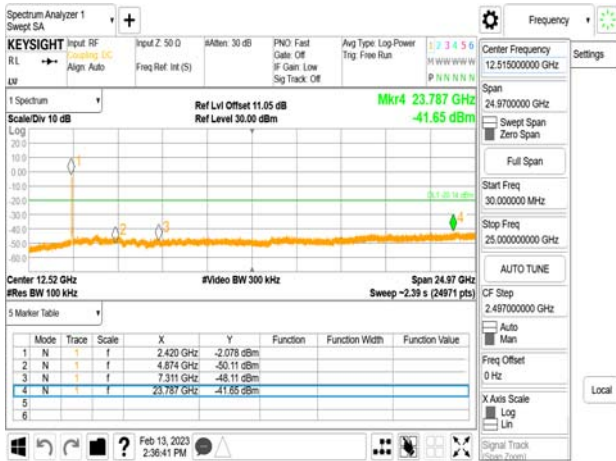 Spectrum Analyzer 1
Swept SA
Frequency
KEYSIGHT
RL
Input: RF
Coupling: DC
Align: Auto
Input Z: 50 Ω
Freq Ref: Int (S)
#Atten: 30 dB
PNO: Fast
Gate: Off
IF Gain: Low
Sig Track: Off
Avg Type: Log-Power
Trig: Free Run
1 2 3 4 5 6
M W W W W W
P N N N N N
Center Frequency
12.515000000 GHz
Settings
Span
24.9700000 GHz
Swept Span
Zero Span
Full Span
Start Freq
30.000000 MHz
Stop Freq
25.000000000 GHz
AUTO TUNE
CF Step
2.497000000 GHz
Auto
Man
Freq Offset
0 Hz
X Axis Scale
Log
Lin
Signal Track
(Span Zoom)
Local
1 Spectrum
Scale/Div 10 dB
Ref Lvl Offset 11.05 dB
Ref Level 30.00 dBm
Mkr4 23.787 GHz
-41.65 dBm
Log
20.0
10.0
0.00
-10.0
-20.0
-30.0
-40.0
-50.0
-60.0
1
2
3
4
Center 12.52 GHz
#Res BW 100 kHz
#Video BW 300 kHz
Span 24.97 GHz
Sweep ~2.39 s (24971 pts)
5 Marker Table
Mode Trace Scale X Y Function Function Width Function Value
1 N 1 f 2.420 GHz -2.078 dBm
2 N 1 f 4.874 GHz -50.11 dBm
3 N 1 f 7.311 GHz -48.11 dBm
4 N 1 f 23.787 GHz -41.65 dBm
5
6
Feb 13, 2023
2:36:41 PM